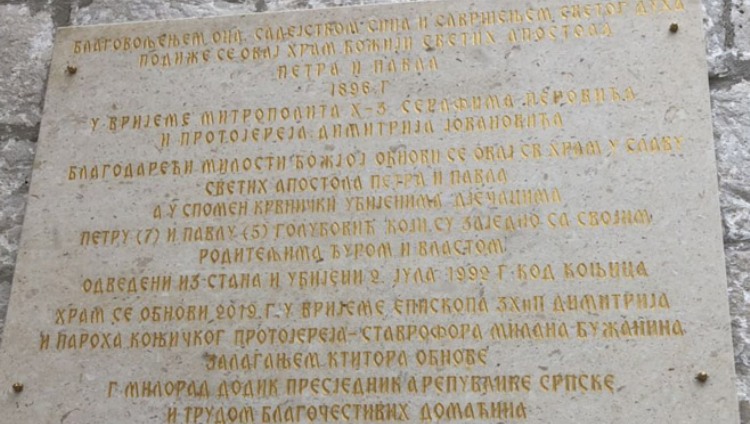 БЛАГОВОЉЕЊЕМ ОЦА, САДЕЈСТВОМ СИНА И САВРШЕЊЕМ СВЕТОГ ДУХА
ПОДИЖЕ СЕ ОВАЈ ХРАМ БОЖИЈИ СВЕТИХ АПОСТОЛА
ПЕТРА И ПАВЛА
1896. Г
У ВРИЈЕМЕ МИТРОПОЛИТА Х-З. СЕРАФИМА ПЕРОВИЋА
И ПРОТОЈЕРЕЈА ДИМИТРИЈА ЈОВАНОВИЋА
БЛАГОДАРЕЋИ МИЛОСТИ БОЖЈОЈ ОБНОВИ СЕ ОВАЈ СВ. ХРАМ У СЛАВУ
СВЕТИХ АПОСТОЛА ПЕТРА И ПАВЛА
А У СПОМЕН КРВНИЧКИ УБИЈЕНИМА ДЈЕЧАЦИМА
ПЕТРУ (7) И ПАВЛУ (5) ГОЛУБОВИЋ КОЈИ СУ ЗАЈЕДНО СА СВОЈИМ
РОДИТЕЉИМА ЂУРОМ И ВЛАСТОМ
ОДВЕДЕНИ ИЗ СТАНА И УБИЈЕНИ 2. ЈУЛА 1992 Г. КОД КОЊИЦА
ХРАМ СЕ ОБНОВИ 2019. Г. У ВРИЈЕМЕ ЕПИСКОПА ЗХиП ДИМИТРИЈА
И ПАРОХА КОЊИЧКОГ ПРОТОЈЕРЕЈА-СТАВРОФОРА МИЛАНА БУЖАНИНА
ЗАЛАГАЊЕМ КТИТОРА ОБНОВЕ
Г. МИЛОРАД ДОДИК ПРЕСЈЕДНИКА РЕПУБЛИКЕ СРПСКЕ
И ТРУДОМ БЛАГОЧЕСТИВИХ ДОМАЋИНА